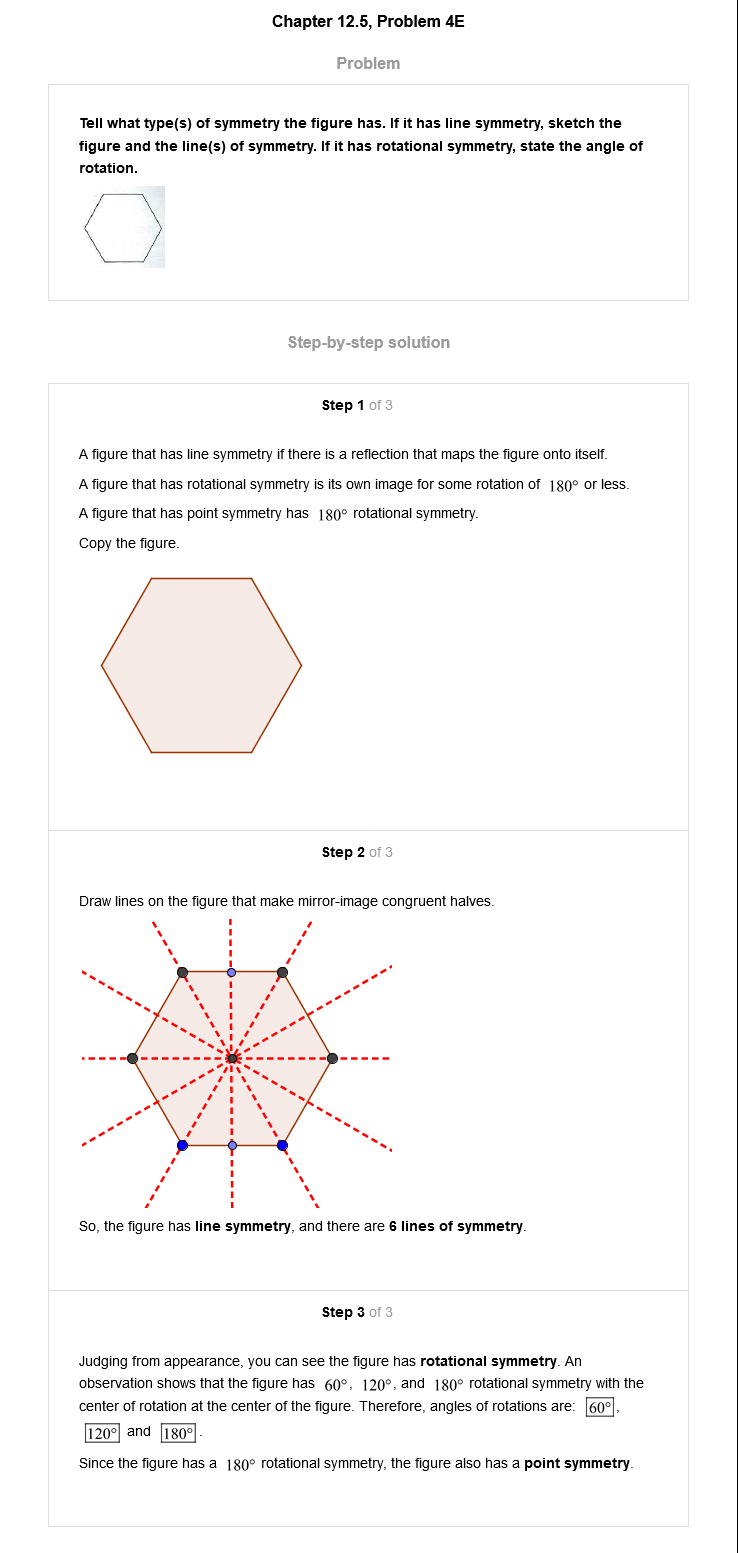 Chapter 12.5, Problem 4E
Problem
Tell what type(s) of symmetry the figure has. If it has line symmetry, sketch the
figure and the line(s) of symmetry. If it has rotational symmetry, state the angle of
rotation.
Step-by-step solution
Step 1 of 3
A figure that has line symmetry if there is a reflection that maps the figure onto itself.
A figure that has rotational symmetry is its own image for some rotation of 180° or less.
A figure that has point symmetry has 180° rotational symmetry.
Copy the figure.
Step 2 of 3
Draw lines on the figure that make mirror-image congruent halves.
So, the figure has line symmetry, and there are 6 lines of symmetry.
Step 3 of 3
Judging from appearance, you can see the figure has rotational symmetry. An
observation shows that the figure has 60°, 120°, and 180° rotational symmetry with the
center of rotation at the center of the figure. Therefore, angles of rotations are: 60°,
120° and 180°.
Since the figure has a 180° rotational symmetry, the figure also has a point symmetry.